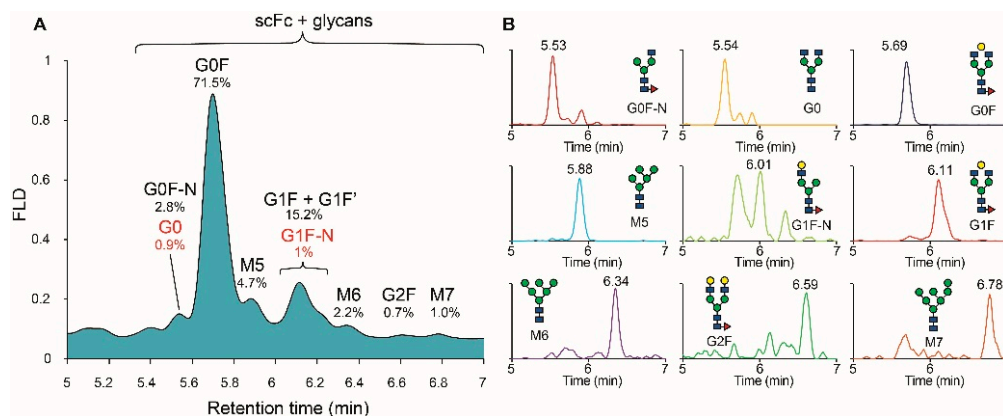 A
scFc + glycans
G0F
71.5%
G0F-N
2.8%
G0
0.9%
M5
4.7%
G1F + G1F'
15.2%
G1F-N
1%
M6
2.2%
G2F
0.7%
M7
1.0%
FLD
1
0.8
0.6
0.4
0.2
0
5 5.2 5.4 5.6 5.8 6 6.2 6.4 6.6 6.8 7
Retention time (min)
B
5.53
G0F-N
5 6 7
Time (min)
5.54
G0
5 6 7
Time (min)
5.69
G0F
5 6 7
Time (min)
5.88
M5
5 6 7
Time (min)
6.01
G1F-N
5 6 7
Time (min)
6.11
G1F
5 6 7
Time (min)
6.34
M6
5 6 7
Time (min)
6.59
G2F
5 6 7
Time (min)
6.78
M7
5 6 7
Time (min)